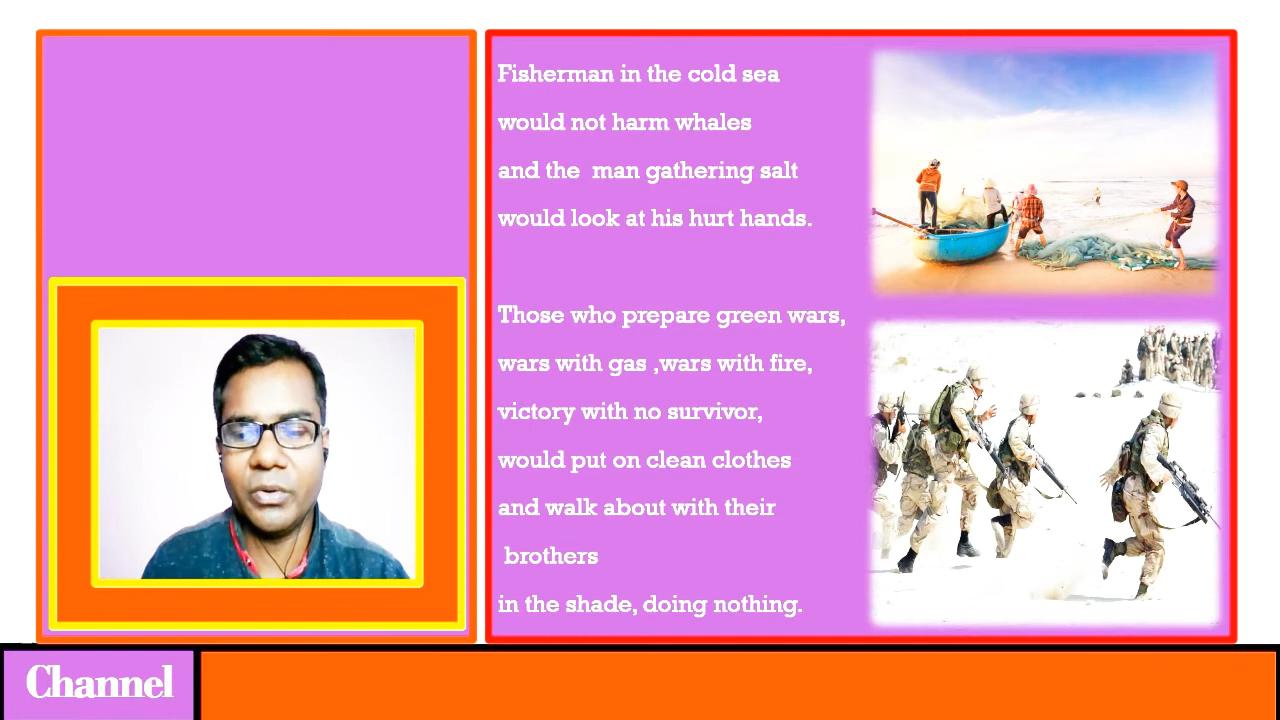 Fisherman in the cold sea
would not harm whales
and the  man gathering salt
would look at his hurt hands.
Those who prepare green wars,
wars with gas ,wars with fire,
victory with no survivor,
would put on clean clothes
and walk about with their
brothers
in the shade, doing nothing.
Channel